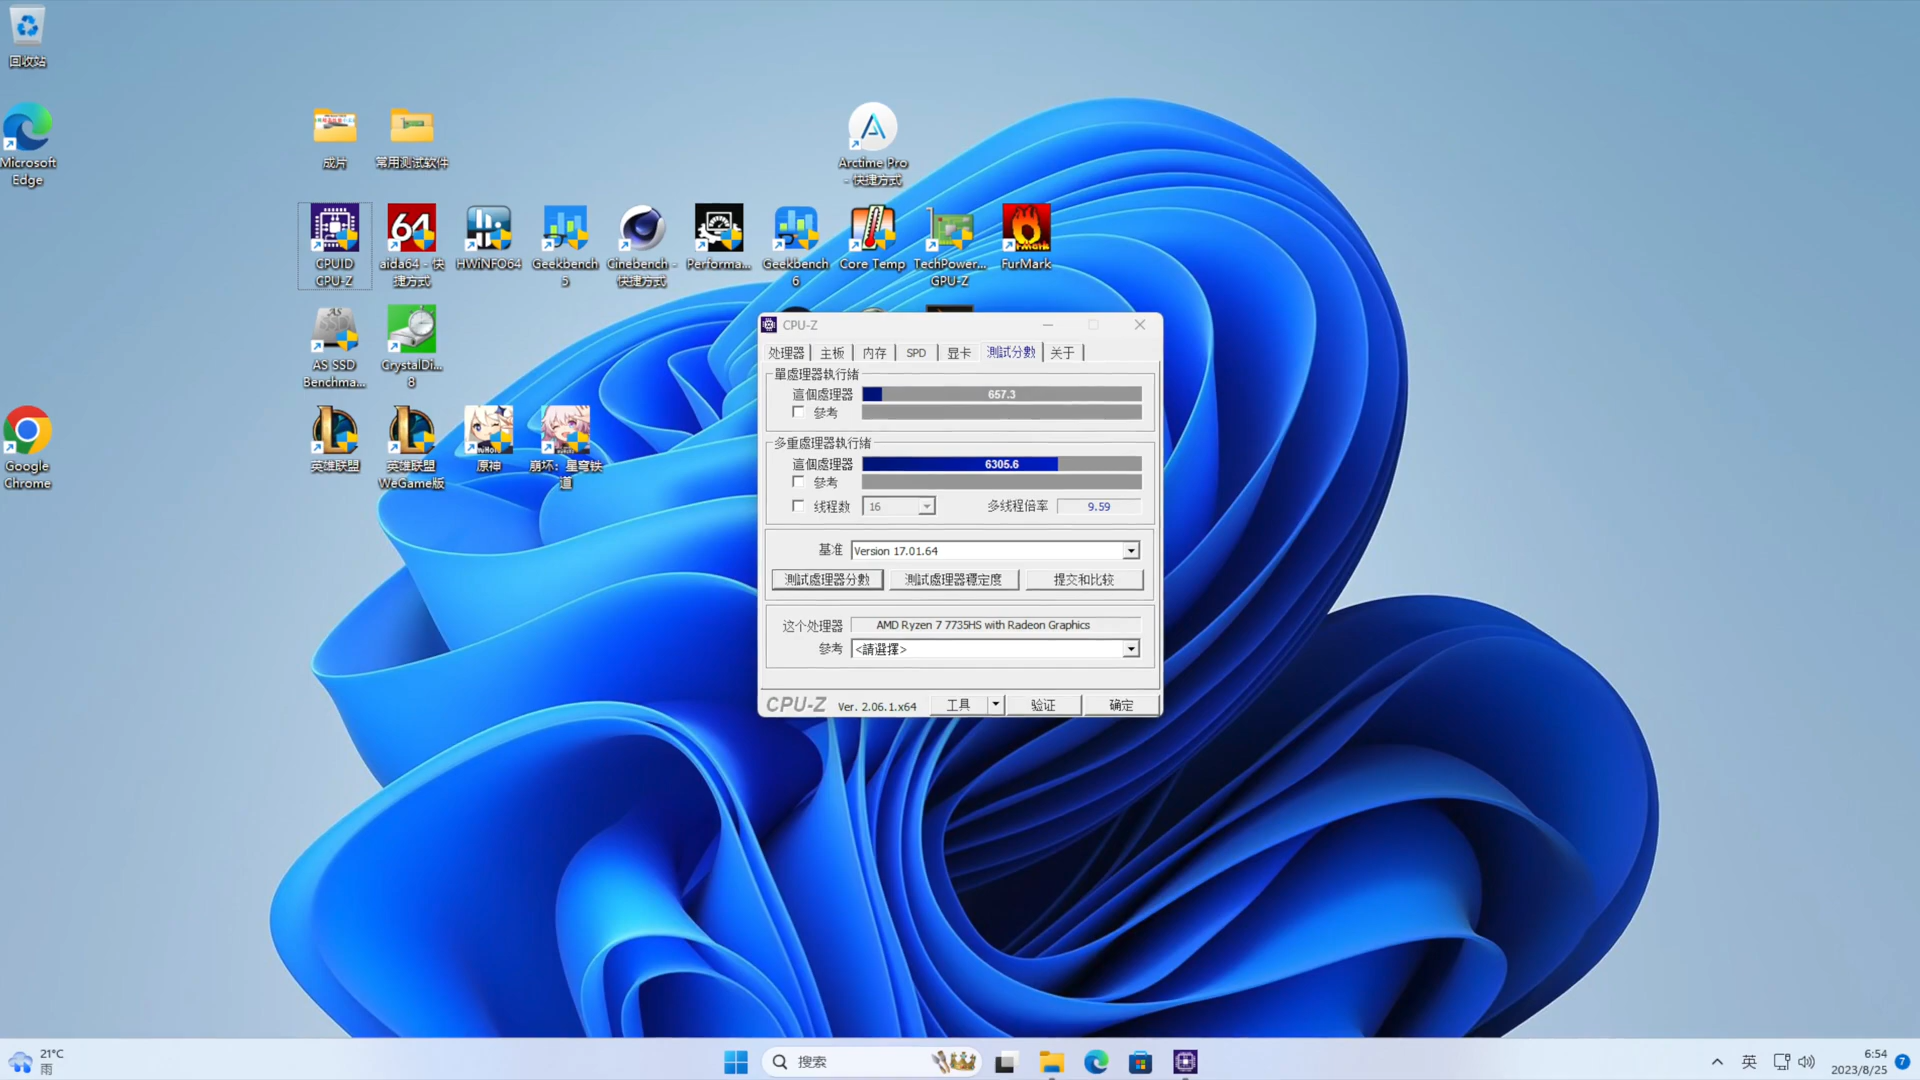 回收站
Microsoft
Edge
成片
常用测试软件
Arctime Pro
- 快捷方式
CPUID
CPU-Z
aida64 - 快
捷方式
HWiNFO64
Geekbench
5
Cinebench -
快捷方式
Performa...
Geekbench
6
Core Temp
TechPower...
GPU-Z
FurMark
AS SSD
Benchma...
CrystalDi...
8
Google
Chrome
英雄联盟
英雄联盟
WeGame版
原神
崩坏：星穹铁
道
CPU-Z
处理器
主板
内存
SPD
显卡
測試分數
关于
單處理器執行緒
這個處理器
657.3
參考
多重處理器執行緒
這個處理器
6305.6
參考
线程数
16
多线程倍率
9.59
基准
Version 17.01.64
測試處理器分數
測試處理器穩定度
提交和比较
这个处理器
AMD Ryzen 7 7735HS with Radeon Graphics
參考
<請選擇>
CPU-Z
Ver. 2.06.1.x64
工具
验证
确定
21°C
雨
搜索
英
6:54
2023/8/25
7